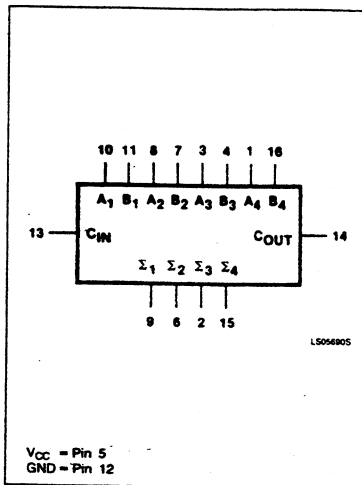 10 11 8 7 3 4 1 16
A1 B1 A2 B2 A3 B3 A4 B4
13 CIN COUT 14
Σ1 Σ2 Σ3 Σ4
9 6 2 15
LS05690S
VCC = Pin 5
GND = Pin 12